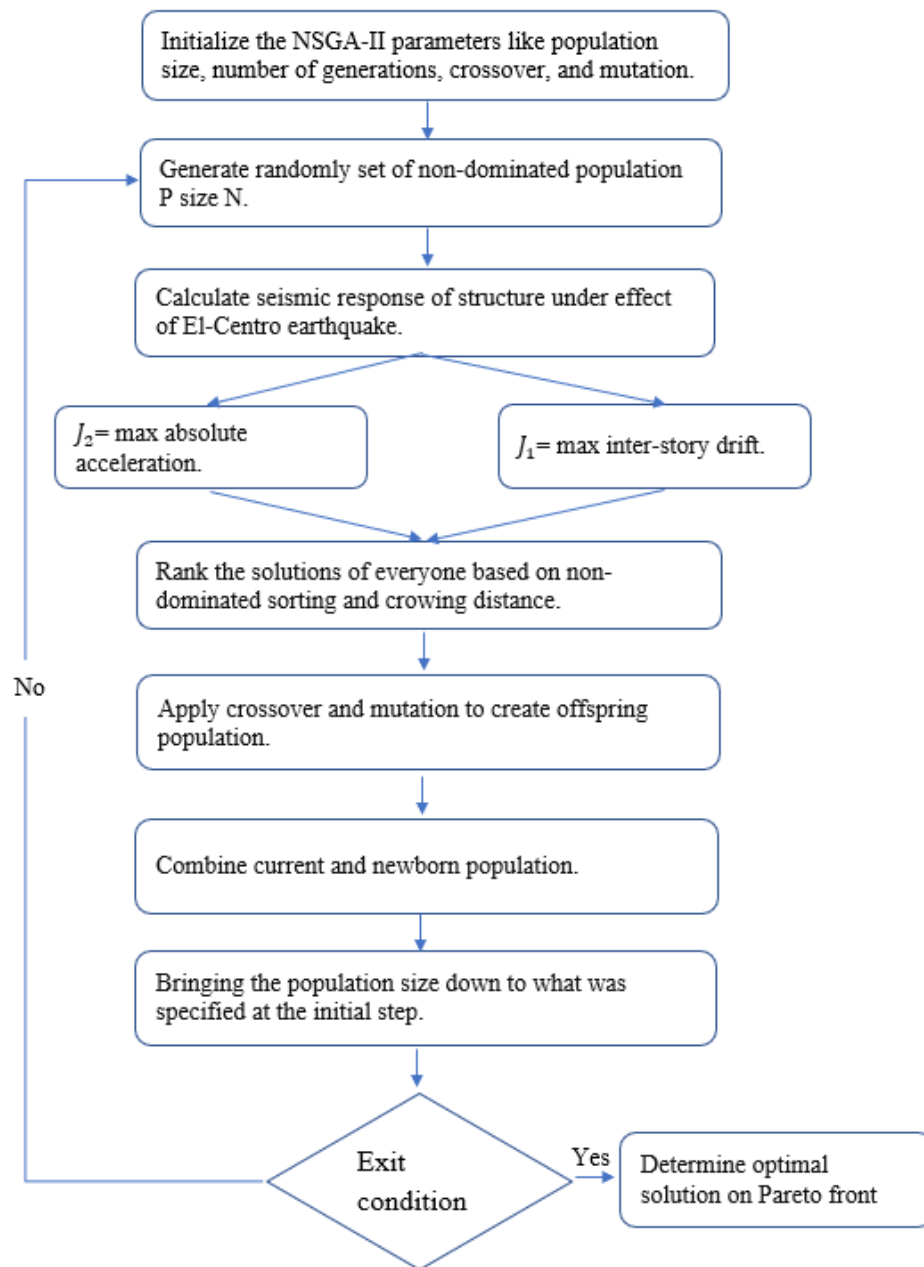 Initialize the NSGA-II parameters like population
size, number of generations, crossover, and mutation.
Generate randomly set of non-dominated population
P size N.
Calculate seismic response of structure under effect
of El-Centro earthquake.
J₂= max absolute
acceleration.
J₁= max inter-story drift.
Rank the solutions of everyone based on non-
dominated sorting and crowing distance.
No
Apply crossover and mutation to create offspring
population.
Combine current and newborn population.
Bringing the population size down to what was
specified at the initial step.
Exit
condition
Yes
Determine optimal
solution on Pareto front